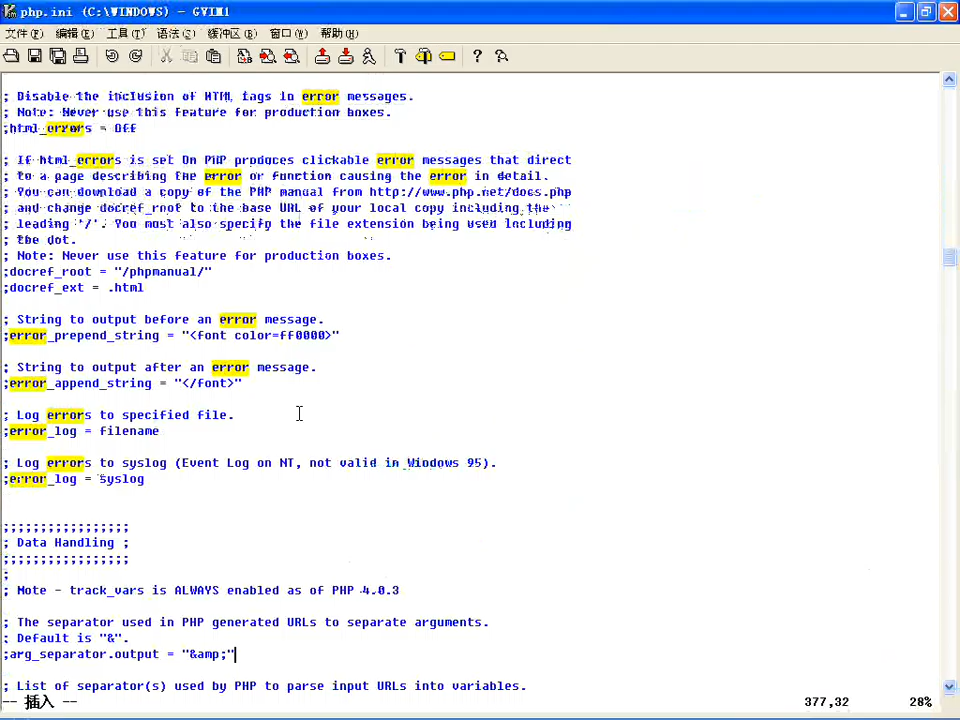 php.ini (C:\WINDOWS) - GVIM1
文件(F) 编辑(E) 工具(T) 语法(S) 缓冲区(B) 窗口(W) 帮助(H)
; Disable the inclusion of HTML tags in error messages.
; Note: Never use this feature for production boxes.
;html_errors = Off
; If html_errors is set On PHP produces clickable error messages that direct
; to a page describing the error or function causing the error in detail.
; You can download a copy of the PHP manual from http://www.php.net/docs.php
; and change docref_root to the base URL of your local copy including the
; leading '/'. You must also specify the file extension being used including
; the dot.
; Note: Never use this feature for production boxes.
;docref_root = "/phpmanual/"
;docref_ext = .html
; String to output before an error message.
;error_prepend_string = "<font color=ff0000>"
; String to output after an error message.
;error_append_string = "</font>"
; Log errors to specified file.
;error_log = filename
; Log errors to syslog (Event Log on NT, not valid in Windows 95).
;error_log = syslog
;;;;;;;;;;;;;;;;;
; Data Handling ;
;;;;;;;;;;;;;;;;;
;
; Note - track_vars is ALWAYS enabled as of PHP 4.0.3
; The separator used in PHP generated URLs to separate arguments.
; Default is "&".
;arg_separator.output = "&amp;"
; List of separator(s) used by PHP to parse input URLs into variables.
-- 插入 -- 377,32 28%